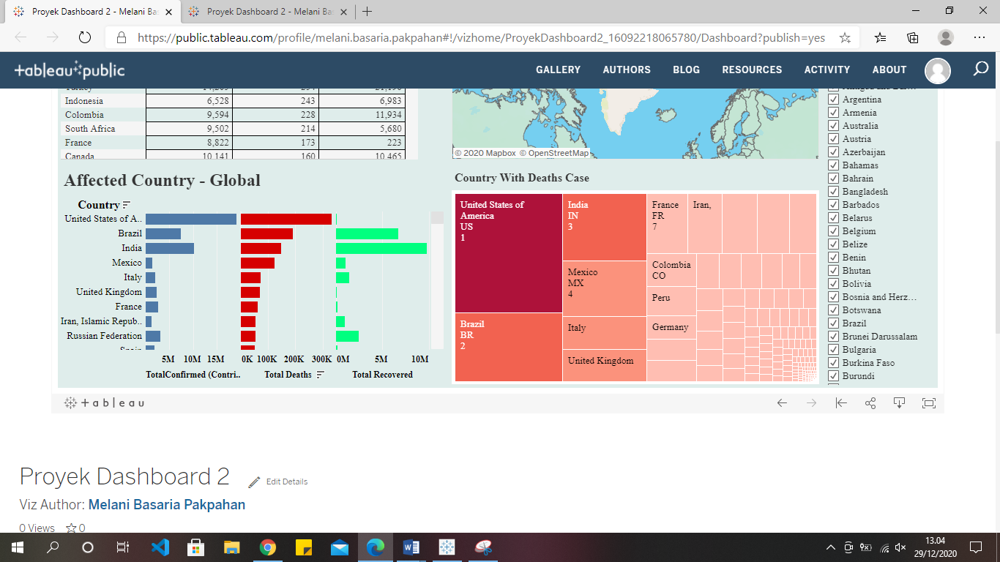 Proyek Dashboard 2 - Melani Ba
Proyek Dashboard 2 - Melani Ba
https://public.tableau.com/profile/melani.basaria.pakpahan#!/vizhome/ProyekDashboard2_16092218065780/Dashboard?publish=yes
tableau public
GALLERY AUTHORS BLOG RESOURCES ACTIVITY ABOUT
Indonesia 6,528 243 6,983
Colombia 9,594 228 11,934
South Africa 9,502 214 5,680
France 8,822 173 223
Canada 10,141 160 10,465
© 2020 Mapbox © OpenStreetMap
Affected Country - Global
Country
United States of A..
Brazil
India
Mexico
Italy
United Kingdom
France
Iran, Islamic Repub..
Russian Federation
Spain
5M 10M 15M 0K 100K 200K 300K 0M 5M 10M
TotalConfirmed (Contri.. Total Deaths Total Recovered
Country With Deaths Case
United States of
America
US
1
Brazil
BR
2
India
IN
3
Mexico
MX
4
Italy
United Kingdom
France
FR
7
Iran,
Colombia
CO
Peru
Germany
Argentina
Armenia
Australia
Austria
Azerbaijan
Bahamas
Bahrain
Bangladesh
Barbados
Belarus
Belgium
Belize
Benin
Bhutan
Bolivia
Bosnia and Herz…
Botswana
Brazil
Brunei Darussalam
Bulgaria
Burkina Faso
Burundi
+ a b l e a u
Proyek Dashboard 2
Edit Details
Viz Author: Melani Basaria Pakpahan
0 Views 0
13.04
29/12/2020